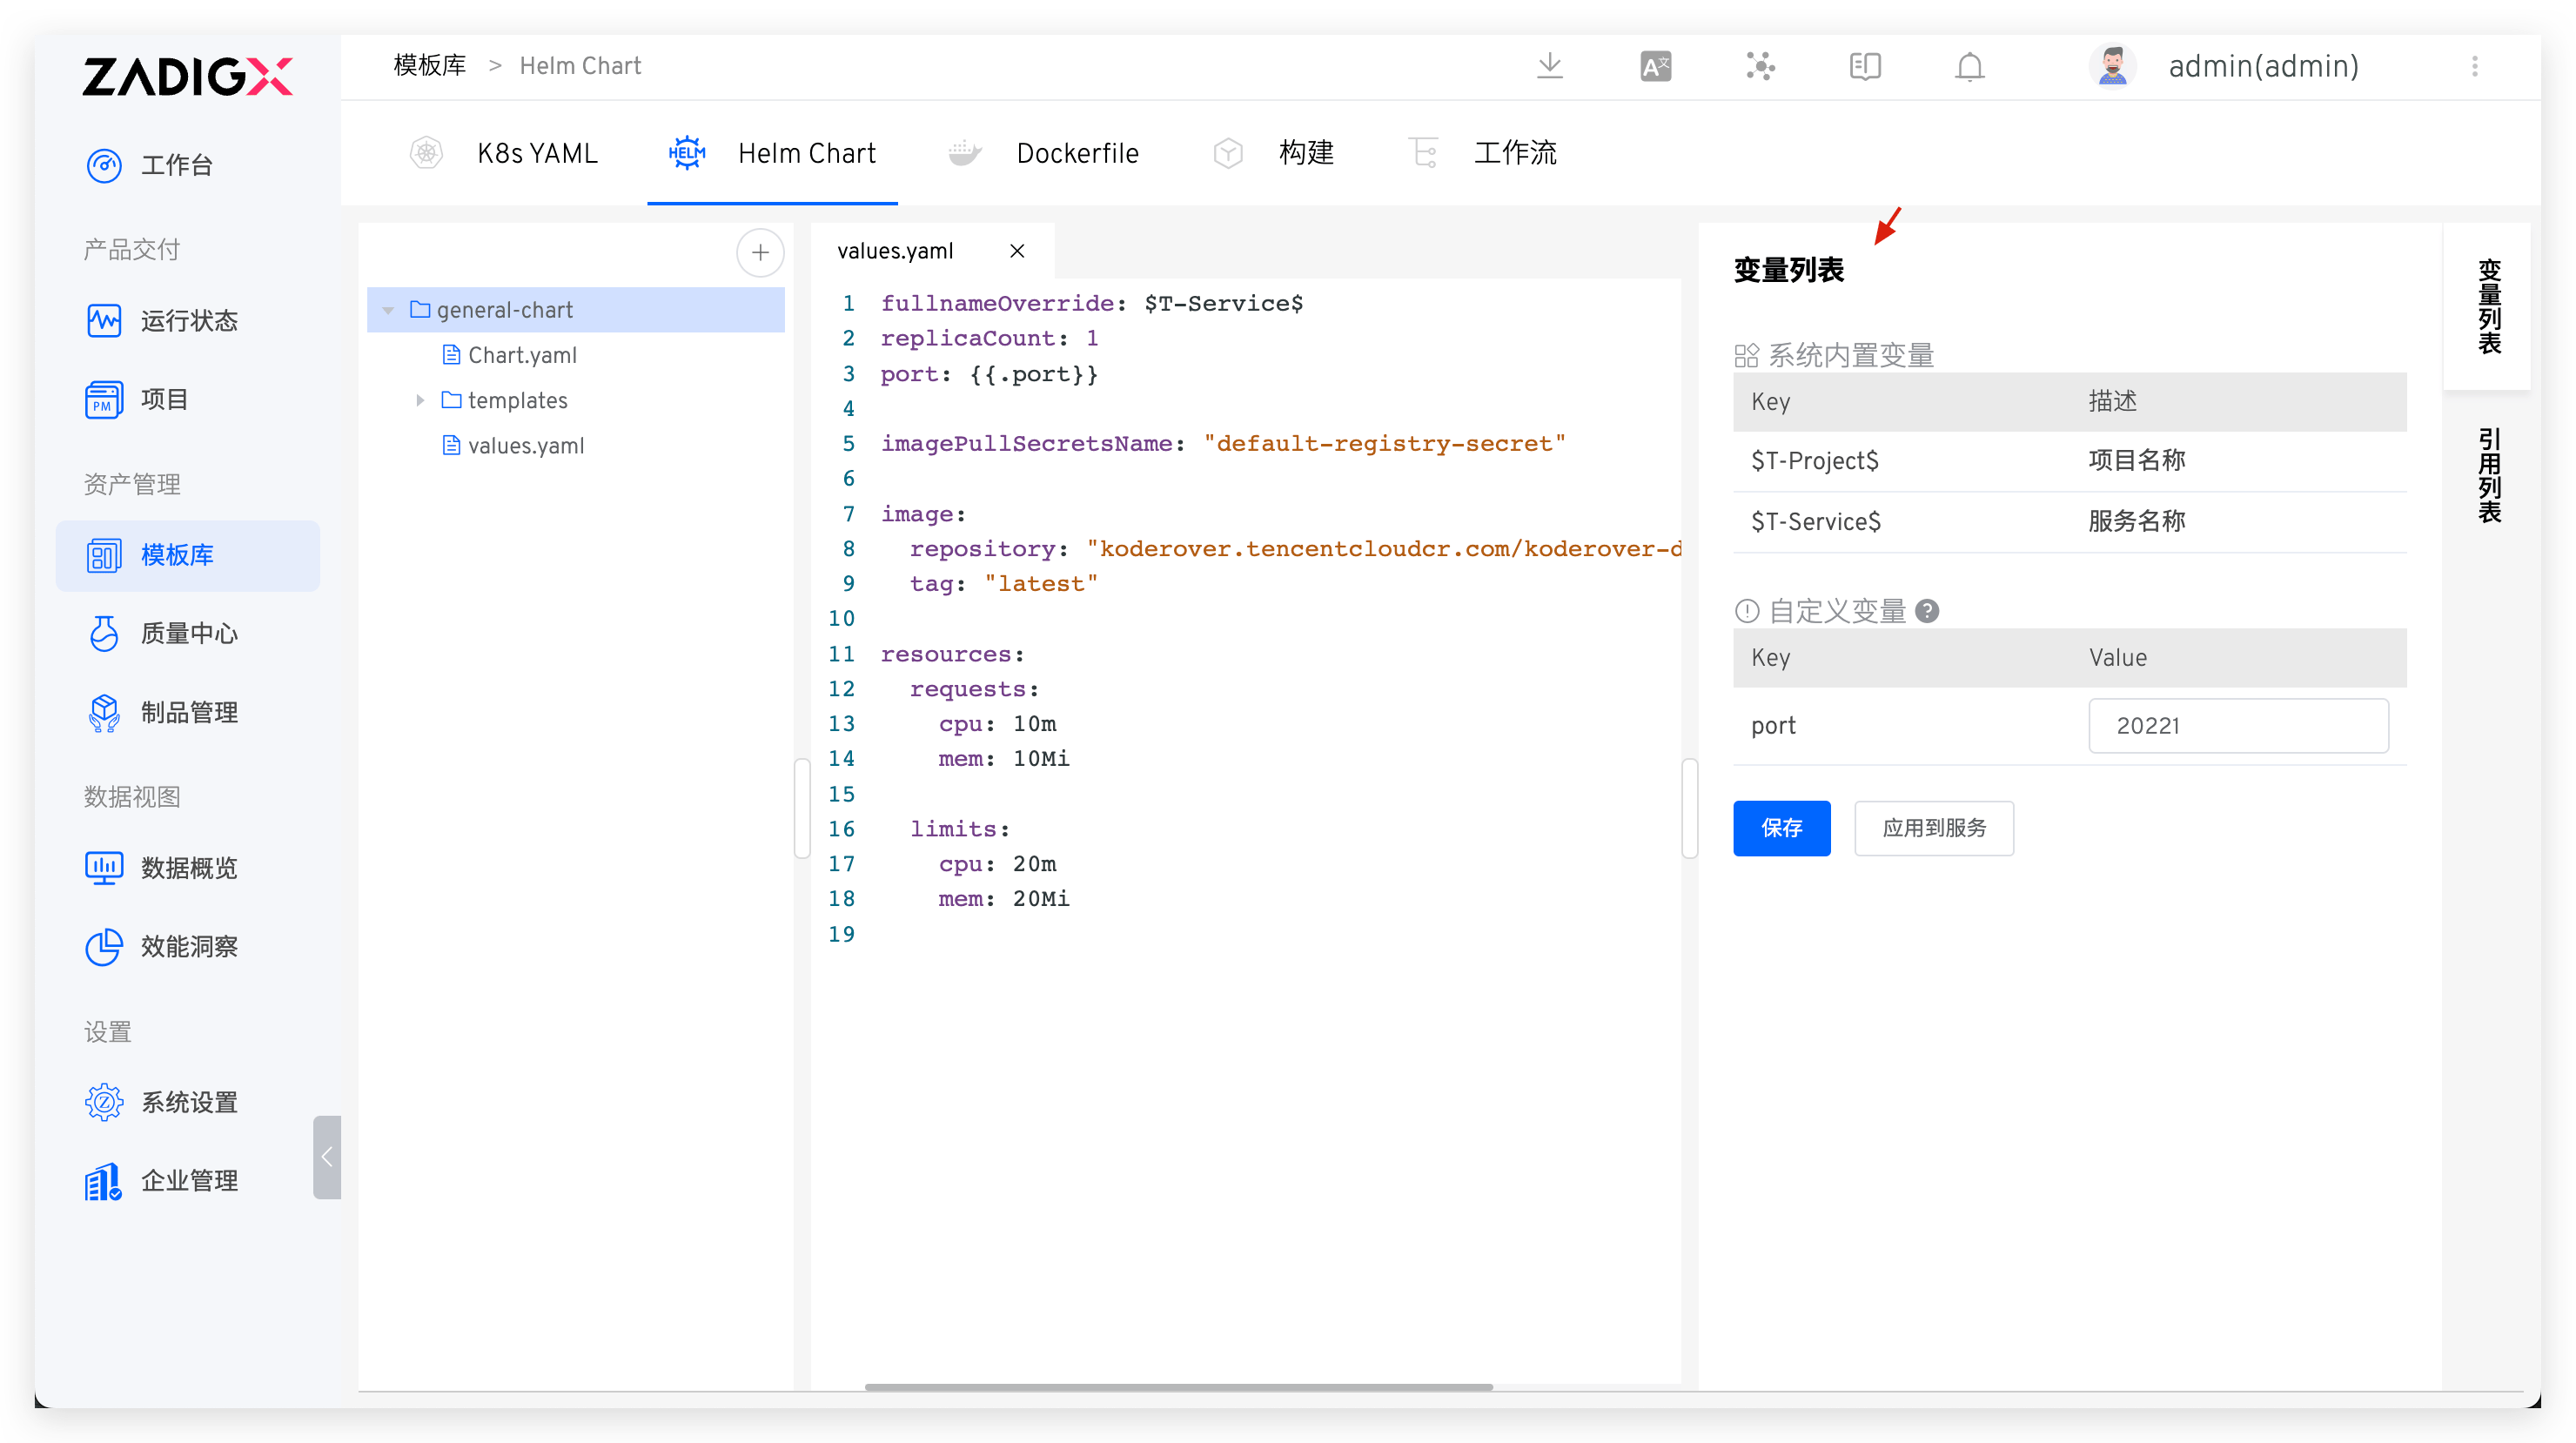 ZADIGX
模板库 > Helm Chart
admin(admin)
工作台
产品交付
运行状态
PM
项目
资产管理
模板库
质量中心
制品管理
数据视图
数据概览
效能洞察
设置
系统设置
企业管理
K8s YAML
HELM
Helm Chart
Dockerfile
构建
工作流
general-chart
Chart.yaml
templates
values.yaml
values.yaml
1 fullnameOverride: $T-Service$
2 replicaCount: 1
3 port: {{.port}}
4
5 imagePullSecretsName: "default-registry-secret"
6
7 image:
8 repository: "koderover.tencentcloudcr.com/koderover-d
9 tag: "latest"
10
11 resources:
12 requests:
13 cpu: 10m
14 mem: 10Mi
15
16 limits:
17 cpu: 20m
18 mem: 20Mi
19
变量列表
系统内置变量
Key 描述
$T-Project$ 项目名称
$T-Service$ 服务名称
自定义变量 ?
Key Value
port 20221
保存 应用到服务
变量列表
引用列表